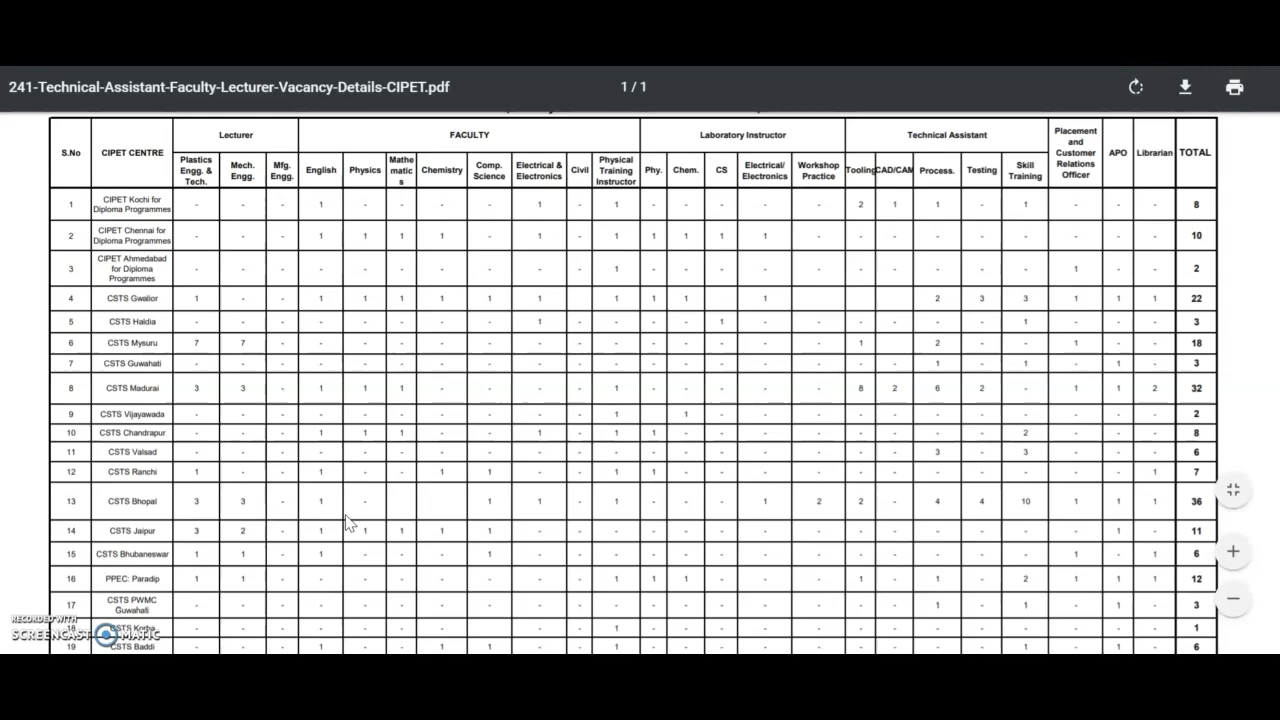 241-Technical-Assistant-Faculty-Lecturer-Vacancy-Details-CIPET.pdf 1 / 1
S.No CIPET CENTRE Lecturer FACULTY Laboratory Instructor Technical Assistant Placement and Customer Relations Officer APO Librarian TOTAL
Plastics Engg. & Tech. Mech. Engg. Mfg. Engg. English Physics Mathe matic s Chemistry Comp. Science Electrical & Electronics Civil Physical Training Instructor Phy. Chem. CS Electrical/ Electronics Workshop Practice Tooling CAD/CAM Process. Testing Skill Training
1 CIPET Kochi for Diploma Programmes - - - 1 - - - - 1 - 1 - - - - - 2 1 1 - 1 - - - 8
2 CIPET Chennai for Diploma Programmes - - - 1 1 1 1 - 1 - 1 1 1 1 1 - - - - - - - - - 10
3 CIPET Ahmedabad for Diploma Programmes - - - - - - - - - - 1 - - - - - - - - - - 1 - - 2
4 CSTS Gwalior 1 - - 1 1 1 1 1 1 - 1 1 1 - 1 2 3 3 1 1 1 22
5 CSTS Haldia - - - - - - - - 1 - - - - 1 - - - - - - 1 - - - 3
6 CSTS Mysuru 7 7 - - - - - - - - - - - - - - 1 - 2 - - 1 - - 18
7 CSTS Guwahati - - - - - - - - - - - - - - - - - - 1 - 1 - 1 - 3
8 CSTS Madurai 3 3 - 1 1 1 - - - - 1 - - - - - 8 2 6 2 - 1 1 2 32
9 CSTS Vijayawada - - - - - - - - - - 1 - 1 - - - - - - - - - - - 2
10 CSTS Chandrapur - - - 1 1 1 - - 1 - 1 1 - - - - - - - - 2 - - - 8
11 CSTS Valsad - - - - - - - - - - - - - - - - - - 3 - 3 - - - 6
12 CSTS Ranchi 1 - - 1 - - 1 1 - - 1 1 - - - - - - - - - - - 1 7
13 CSTS Bhopal 3 3 - 1 - 1 1 - 1 - - - 1 2 2 - 4 4 10 1 1 1 36
14 CSTS Jaipur 3 2 - 1 1 1 1 1 - - - - - - - - - - - - - - 1 - 11
15 CSTS Bhubaneswar 1 1 - 1 - - - 1 - - - - - - - - - - - - - 1 - 1 6
16 PPEC: Paradip 1 1 - - - - - - - - 1 1 1 - - - 1 - 1 - 2 1 1 1 12
17 CSTS PWMC Guwahati - - - - - - - - - - - - - - - - - - 1 - 1 - 1 - 3
18 CSTS Korba - - - - - - - - - - 1 - - - - - - - - - - - - - 1
19 CSTS Baddi - - - 1 - - 1 1 - - 1 - - - - - - - - - 1 - 1 - 6
RECORDED WITH
SCREENCAST MATIC